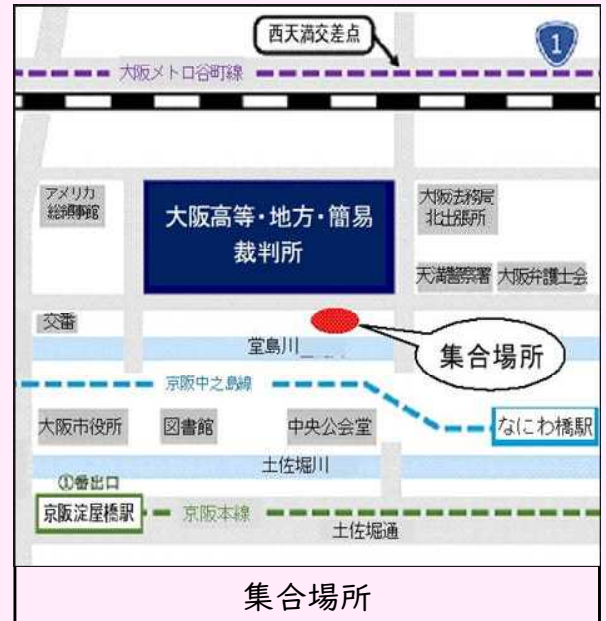 西天満交差点
1
大阪メトロ谷町線
アメリカ
総領事館
大阪高等・地方・簡易
裁判所
大阪法務局
北出張所
天満警察署
大阪弁護士会
交番
堂島川
集合場所
京阪中之島線
大阪市役所
図書館
中央公会堂
なにわ橋駅
土佐堀川
①番出口
京阪淀屋橋駅
京阪本線
土佐堀通
集合場所